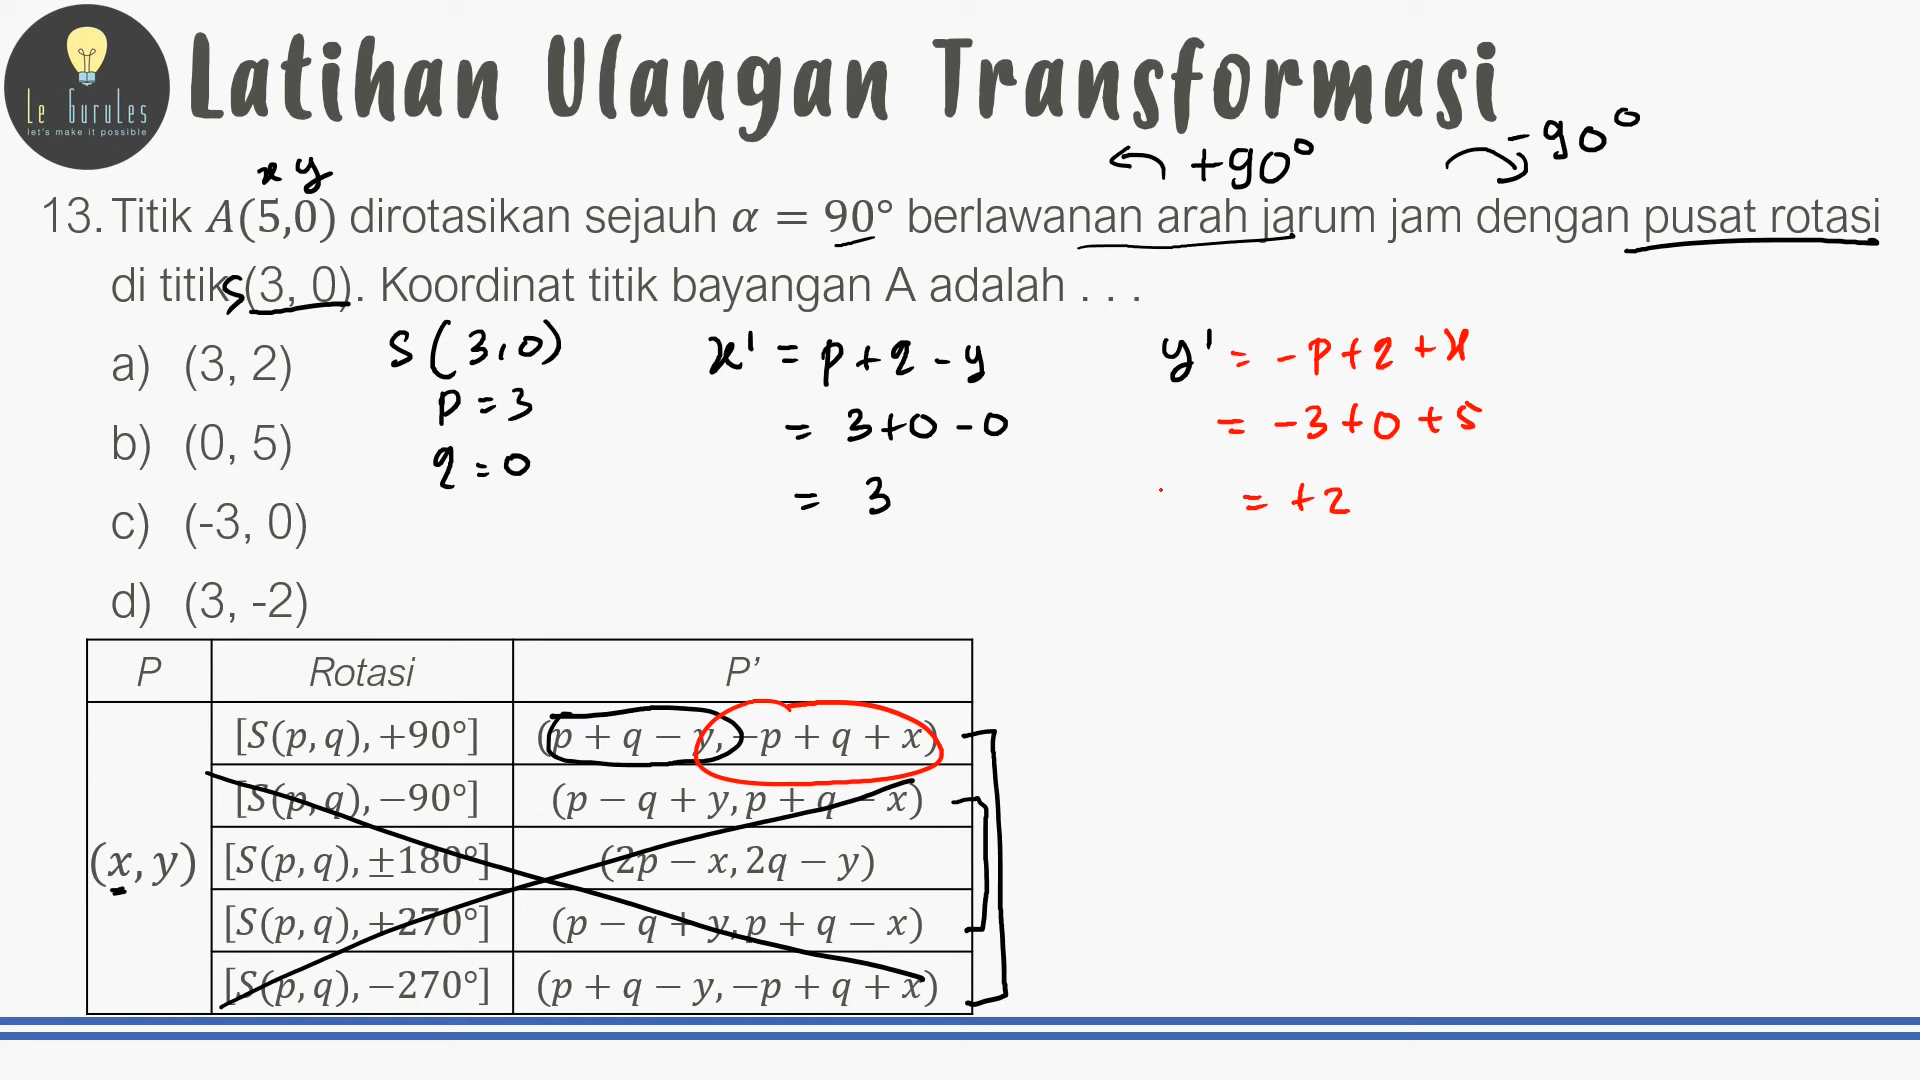 Le GuruLes
let's make it possible
Latihan Ulangan Transformasi
+90° -90°
x y
13. Titik A(5,0) dirotasikan sejauh α = 90° berlawanan arah jarum jam dengan pusat rotasi
di titik S(3, 0). Koordinat titik bayangan A adalah . . .
a) (3, 2)
b) (0, 5)
c) (-3, 0)
d) (3, -2)
S (3,0)
p = 3
q = 0
x' = p + q - y
= 3 + 0 - 0
= 3
y' = -p + q + x
= -3 + 0 + 5
= +2
P Rotasi P’
(x, y)
[S(p, q), +90°] (p + q − y, −p + q + x)
[S(p, q), −90°] (p − q + y, p + q − x)
[S(p, q), ±180°] (2p − x, 2q − y)
[S(p, q), +270°] (p − q + y, p + q − x)
[S(p, q), −270°] (p + q − y, −p + q + x)